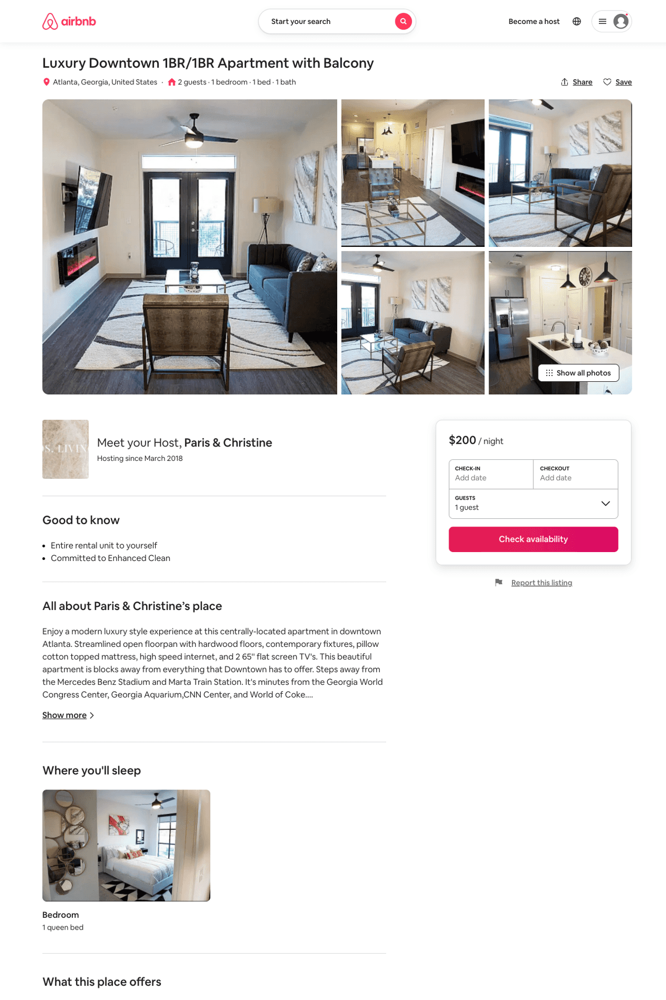 airbnb
Start your search
Become a host
Luxury Downtown 1BR/1BR Apartment with Balcony
Atlanta, Georgia, United States · 2 guests · 1 bedroom · 1 bed · 1 bath
Share
Save
Show all photos
S. LIVIN
Meet your Host, Paris & Christine
Hosting since March 2018
$200 / night
CHECK-IN
Add date
CHECKOUT
Add date
GUESTS
1 guest
Check availability
Report this listing
Good to know
• Entire rental unit to yourself
• Committed to Enhanced Clean
All about Paris & Christine’s place
Enjoy a modern luxury style experience at this centrally-located apartment in downtown
Atlanta. Streamlined open floorpan with hardwood floors, contemporary fixtures, pillow
cotton topped mattress, high speed internet, and 2 65" flat screen TV's. This beautiful
apartment is blocks away from everything that Downtown has to offer. Steps away from
the Mercedes Benz Stadium and Marta Train Station. It's minutes from the Georgia World
Congress Center, Georgia Aquarium,CNN Center, and World of Coke....
Show more
Where you'll sleep
Bedroom
1 queen bed
What this place offers